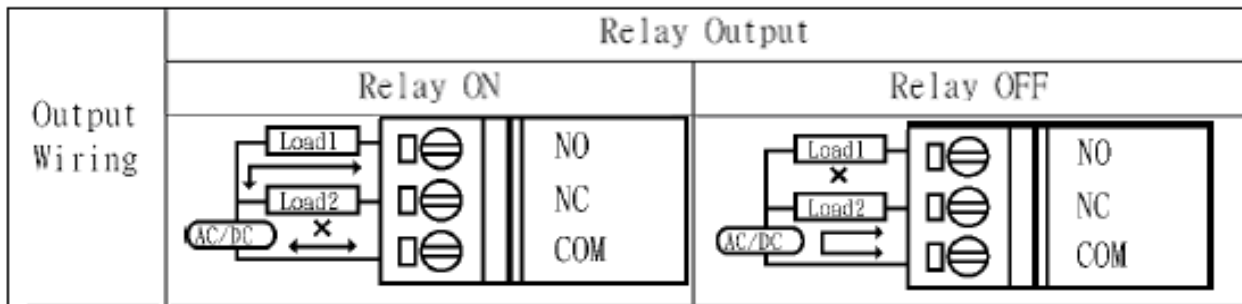 Relay Output
Output
Wiring
Relay ON
Relay OFF
Load1
NO
Load2
NC
AC/DC
COM
Load1
NO
Load2
NC
AC/DC
COM